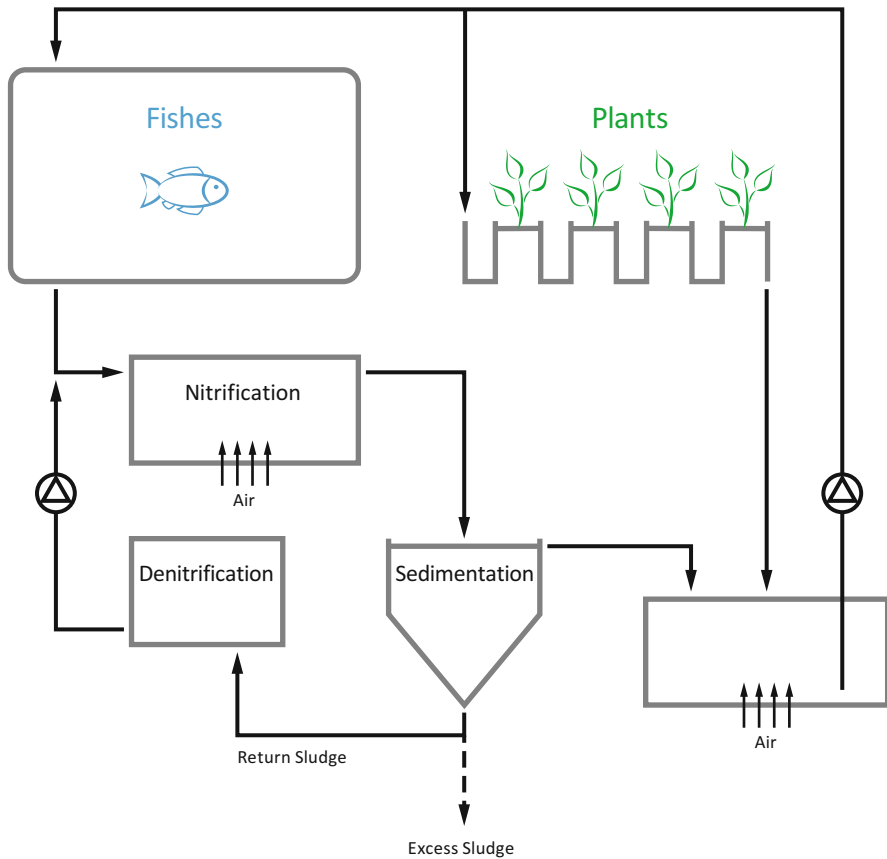 Fishes
Plants
Nitrification
Air
Denitrification
Sedimentation
Air
Return Sludge
Excess Sludge